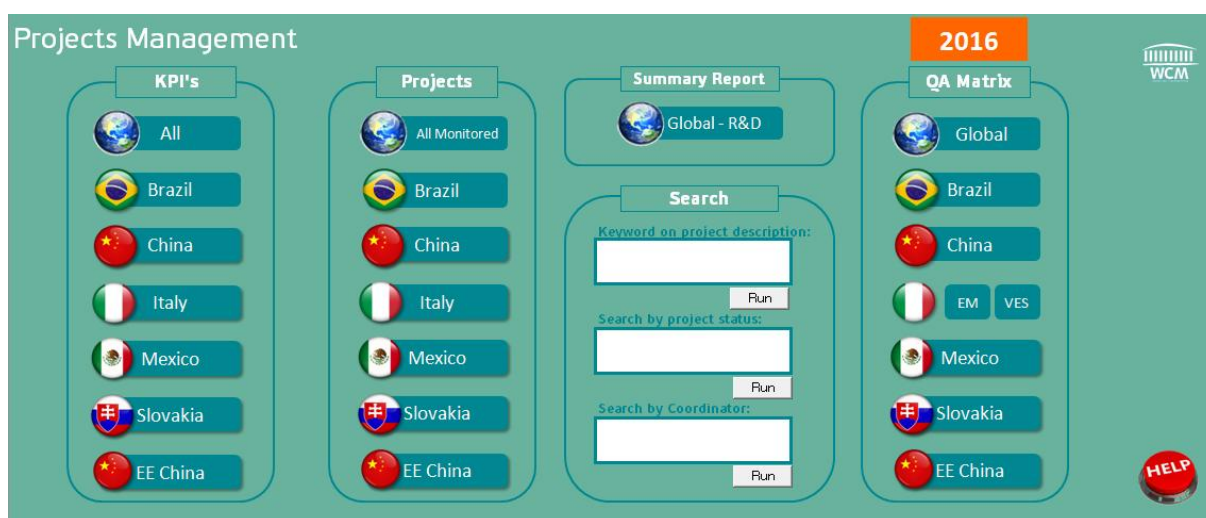 Projects Management
2016
WCM
KPI's
All
Brazil
China
Italy
Mexico
Slovakia
EE China
Projects
All Monitored
Brazil
China
Italy
Mexico
Slovakia
EE China
Summary Report
Global - R&D
Search
Keyword on project description:
Run
Search by project status:
Run
Search by Coordinator:
Run
QA Matrix
Global
Brazil
China
EM VES
Mexico
Slovakia
EE China
HELP